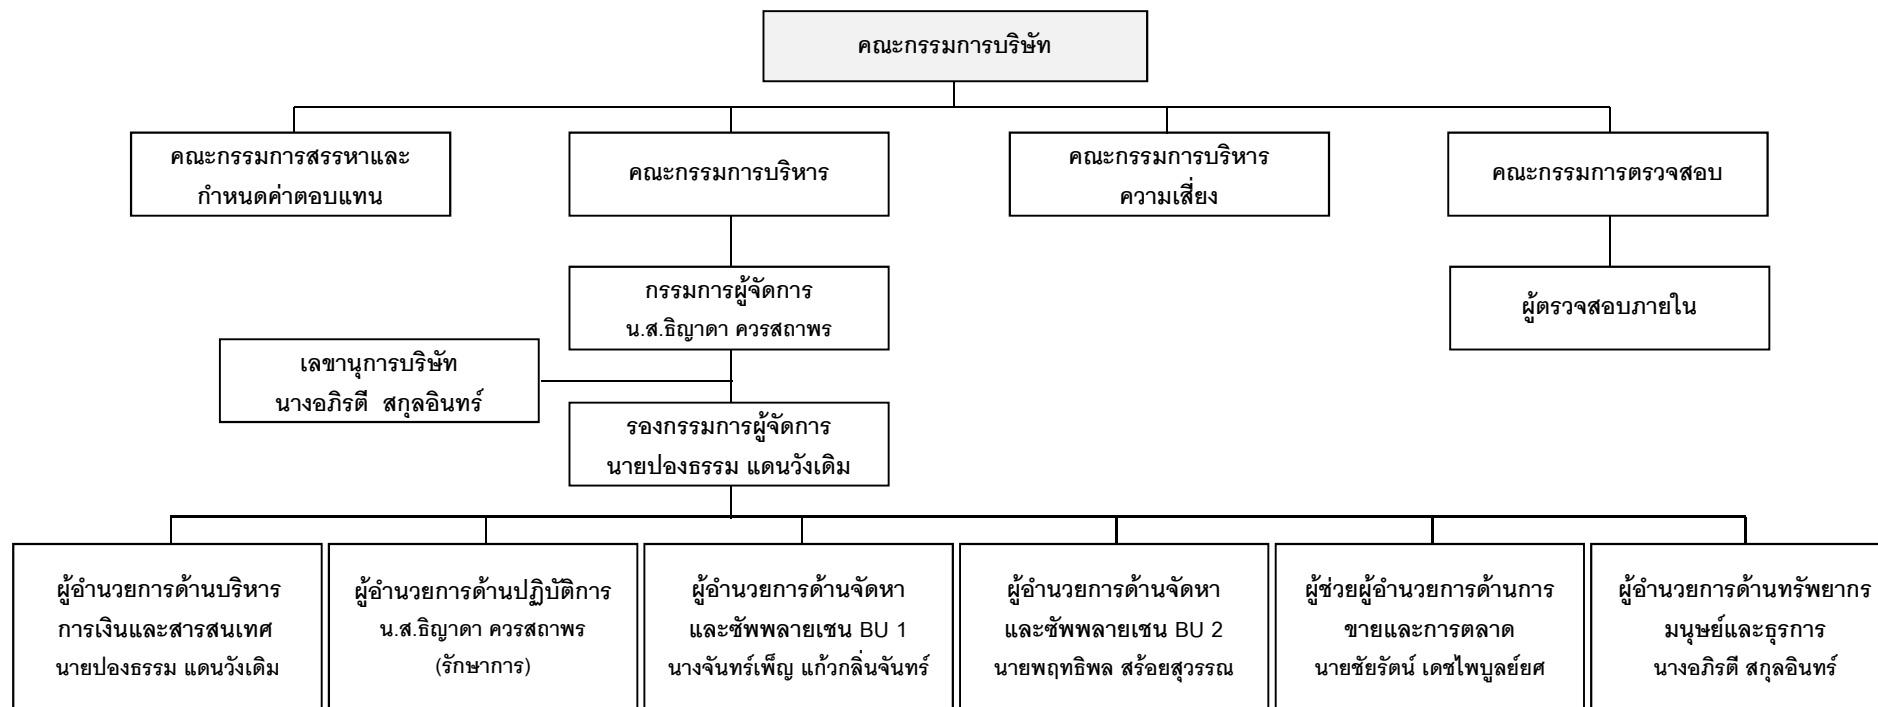 คณะกรรมการบริษัท
คณะกรรมการสรรหาและ
กำหนดค่าตอบแทน
คณะกรรมการบริหาร
คณะกรรมการบริหาร
ความเสี่ยง
คณะกรรมการตรวจสอบ
กรรมการผู้จัดการ
น.ส.ธิญาดา ควรสถาพร
ผู้ตรวจสอบภายใน
เลขานุการบริษัท
นางอภิรตี สกุลอินทร์
รองกรรมการผู้จัดการ
นายปองธรรม แดนวังเดิม
ผู้อำนวยการด้านบริหาร
การเงินและสารสนเทศ
นายปองธรรม แดนวังเดิม
ผู้อำนวยการด้านปฏิบัติการ
น.ส.ธิญาดา ควรสถาพร
(รักษาการ)
ผู้อำนวยการด้านจัดหา
และซัพพลายเชน BU 1
นางจันทร์เพ็ญ แก้วกลิ่นจันทร์
ผู้อำนวยการด้านจัดหา
และซัพพลายเชน BU 2
นายพฤทธิพล สร้อยสุวรรณ
ผู้ช่วยผู้อำนวยการด้านการ
ขายและการตลาด
นายชัยรัตน์ เดชไพบูลย์ยศ
ผู้อำนวยการด้านทรัพยากร
มนุษย์และธุรการ
นางอภิรตี สกุลอินทร์